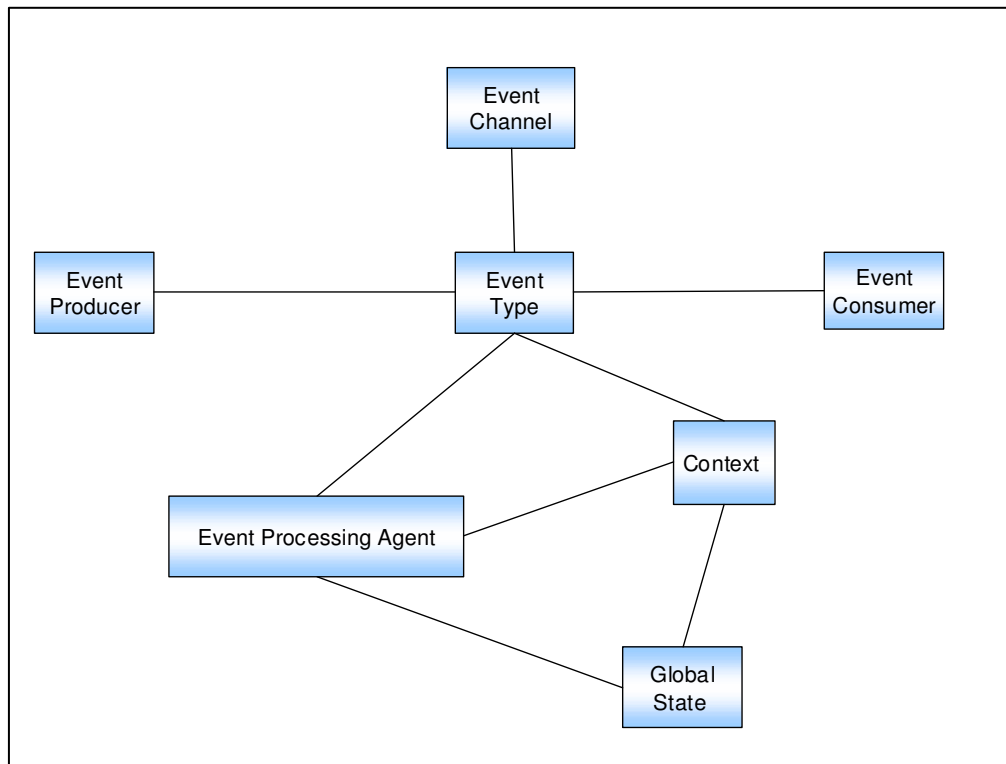 Event
Channel
Event
Producer
Event
Type
Event
Consumer
Context
Event Processing Agent
Global
State